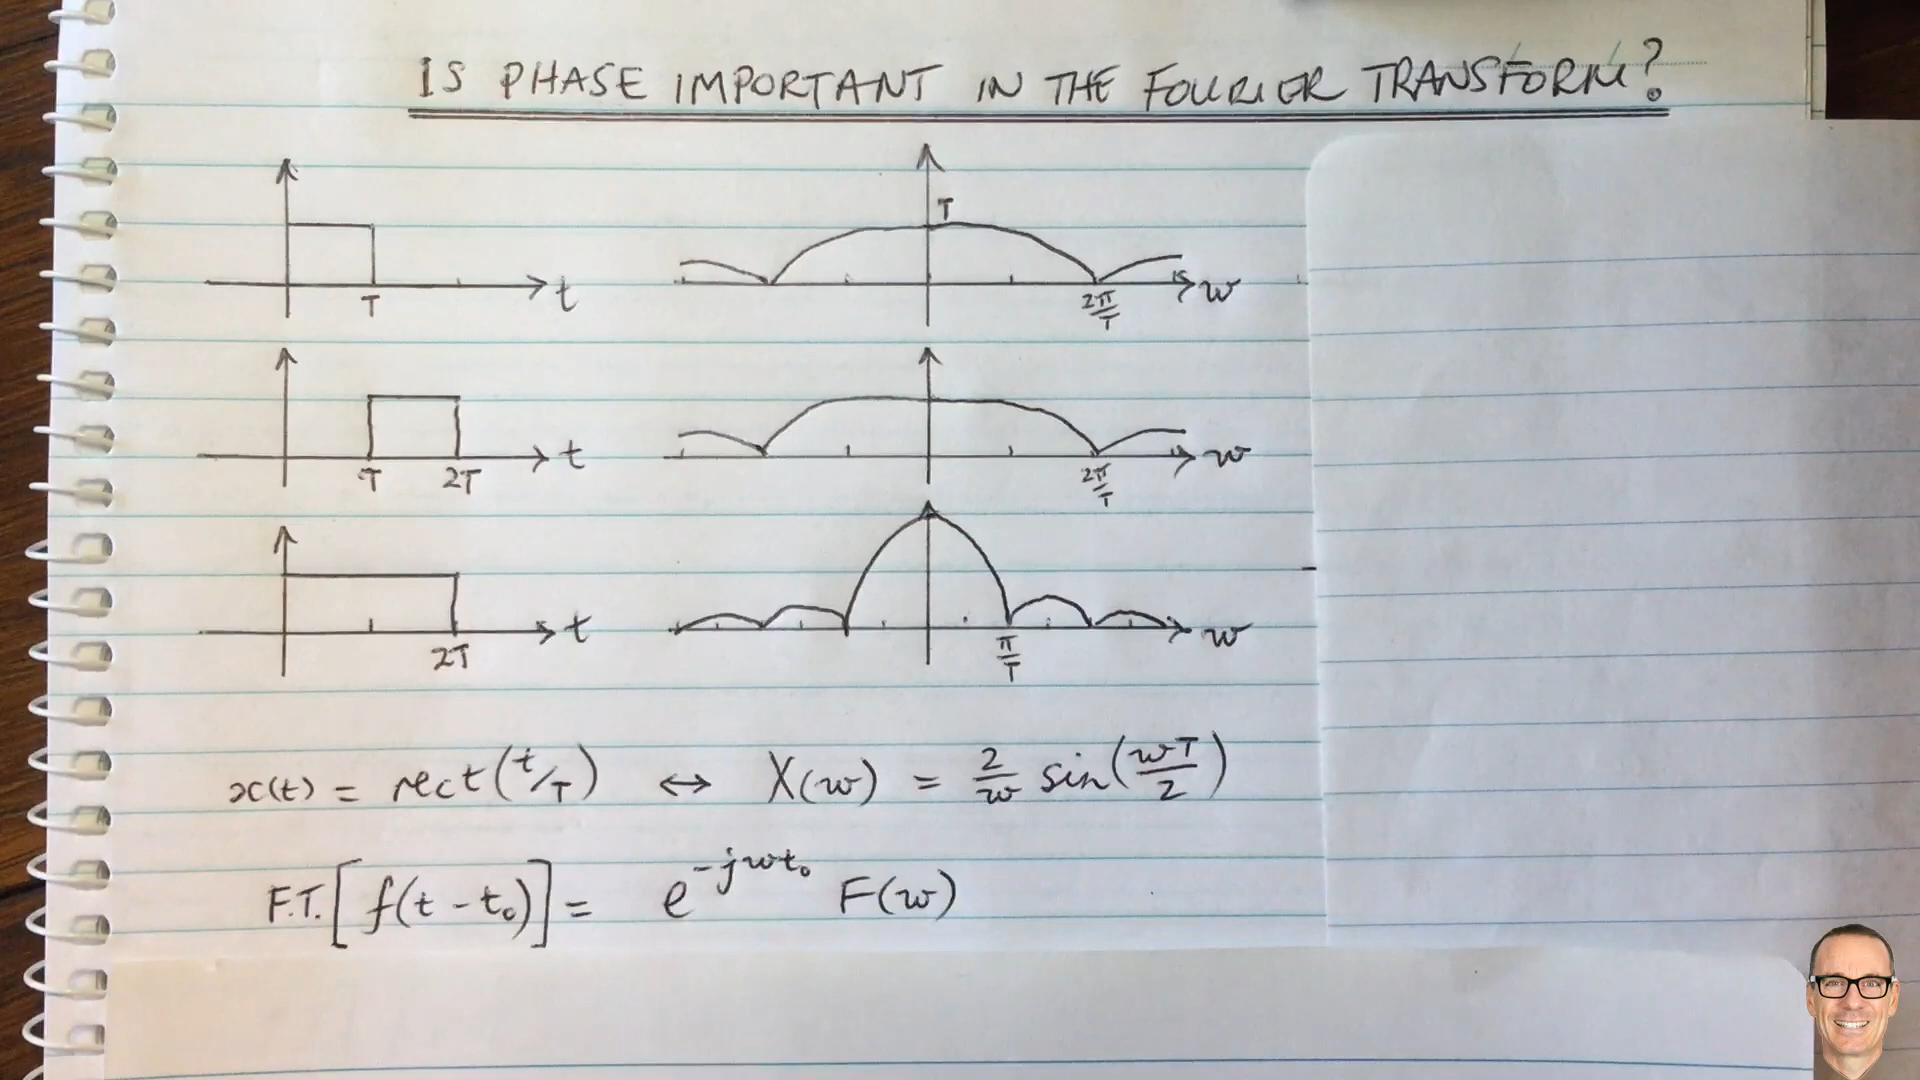 IS PHASE IMPORTANT IN THE FOURIER TRANSFORM?
T
t
T
2π/T
w
T
2T
t
2π/T
w
2T
t
π/T
w
x(t) = rect(t/T) ↔ X(w) = 2/w sin(wT/2)
F.T.[f(t - t₀)] = e^-jwt₀ F(w)